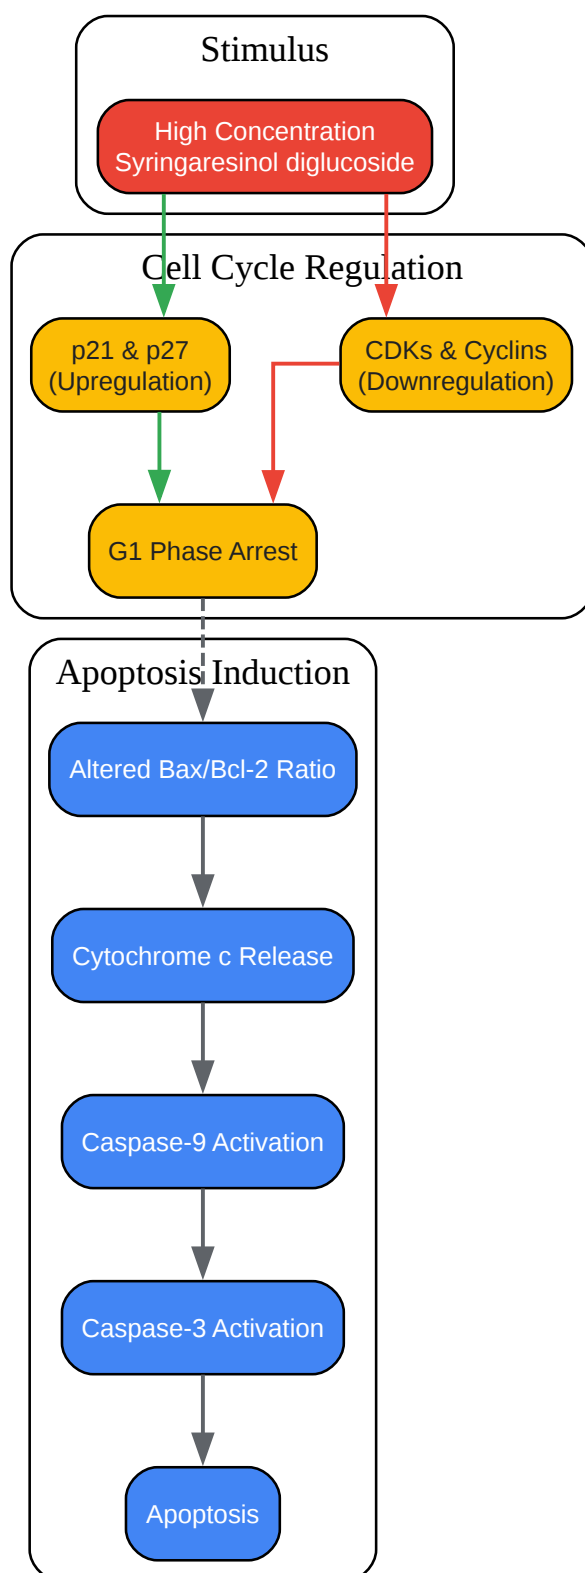 Stimulus
High Concentration
Syringaresinol diglucoside
Cell Cycle Regulation
p21 & p27
(Upregulation)
CDKs & Cyclins
(Downregulation)
G1 Phase Arrest
Apoptosis Induction
Altered Bax/Bcl-2 Ratio
Cytochrome c Release
Caspase-9 Activation
Caspase-3 Activation
Apoptosis